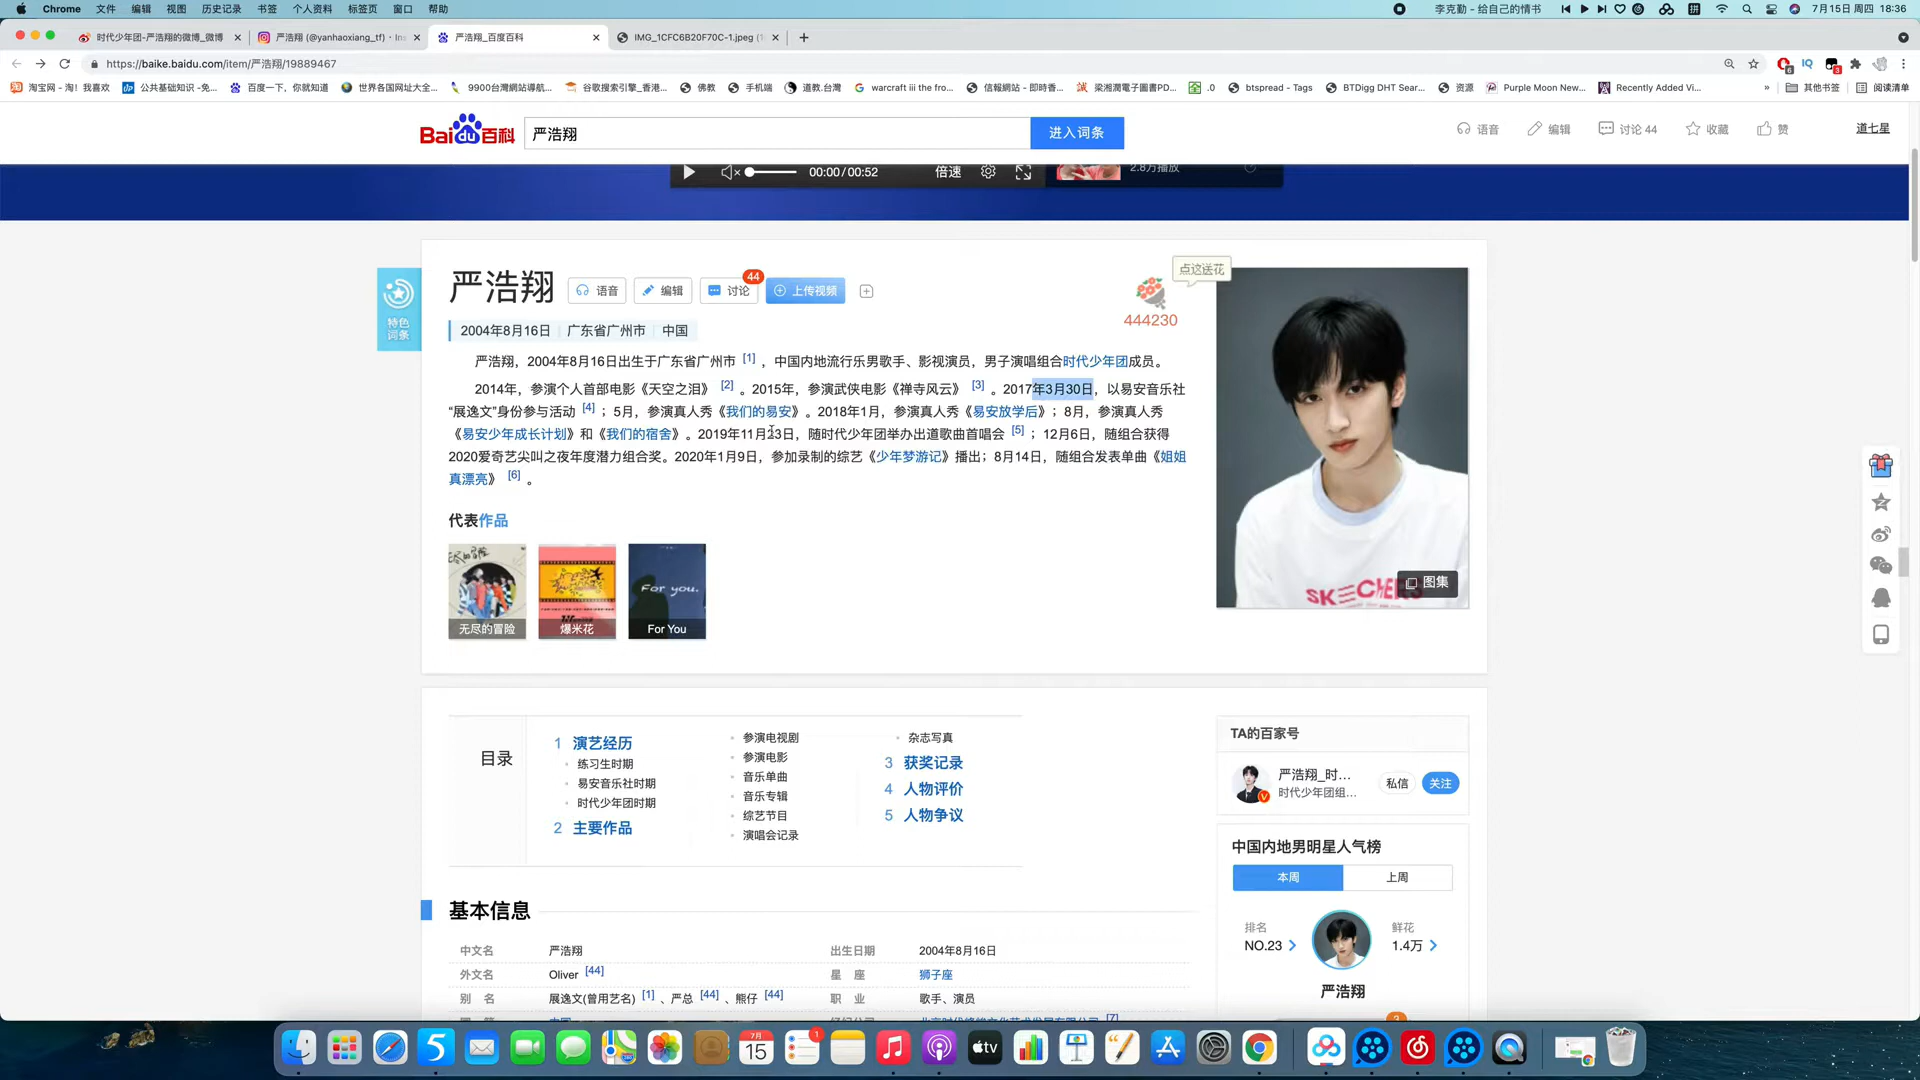 Chrome 文件 编辑 视图 历史记录 书签 个人资料 标签页 窗口 帮助 李克勤 - 给自己的情书 拼 7月15日 周四 18:36
时代少年团-严浩翔的微博_微博 严浩翔 (@yanhaoxiang_tf) · Ins 严浩翔_百度百科 IMG_1CFC6B20F70C-1.jpeg (1
https://baike.baidu.com/item/严浩翔/19889467
淘宝网 - 淘！我喜欢 公共基础知识 -免... 百度一下，你就知道 世界各国网址大全... 9900台灣網站導航... 谷歌搜索引擎_香港... 佛教 手机端 道教.台灣 warcraft iii the fro... 信報網站 - 即時香... 梁湘潤電子圖書PD... .0 btspread - Tags BTDigg DHT Sear... 资源 Purple Moon New... Recently Added Vi... » 其他书签 阅读清单
Bai du 百科 严浩翔 进入词条 语音 编辑 讨论 44 收藏 赞 道七星
00:00/00:52 倍速 2.8万播放
点这送花
特色
词条
严浩翔 语音 编辑 讨论 44 上传视频
444230
2004年8月16日 广东省广州市 中国
严浩翔，2004年8月16日出生于广东省广州市 [1] ，中国内地流行乐男歌手、影视演员，男子演唱组合时代少年团成员。
2014年，参演个人首部电影《天空之泪》 [2] 。2015年，参演武侠电影《禅寺风云》 [3] 。2017年3月30日，以易安音乐社
“展逸文”身份参与活动 [4] ；5月，参演真人秀《我们的易安》。2018年1月，参演真人秀《易安放学后》；8月，参演真人秀
《易安少年成长计划》和《我们的宿舍》。2019年11月23日，随时代少年团举办出道歌曲首唱会 [5] ；12月6日，随组合获得
2020爱奇艺尖叫之夜年度潜力组合奖。2020年1月9日，参加录制的综艺《少年梦游记》播出；8月14日，随组合发表单曲《姐姐
真漂亮》 [6] 。
SKECHERS
图集
代表作品
For you.
无尽的冒险 爆米花 For You
目录
1 演艺经历
练习生时期
易安音乐社时期
时代少年团时期
2 主要作品
参演电视剧
参演电影
音乐单曲
音乐专辑
综艺节目
演唱会记录
杂志写真
3 获奖记录
4 人物评价
5 人物争议
TA的百家号
严浩翔_时...
时代少年团组...
私信 关注
中国内地男明星人气榜
本周 上周
排名
NO.23
鲜花
1.4万
严浩翔
基本信息
中文名 严浩翔 出生日期 2004年8月16日
外文名 Oliver [44] 星 座 狮子座
别 名 展逸文(曾用艺名) [1] 、严总 [44] 、熊仔 [44] 职 业 歌手、演员
7月
15
1
tv